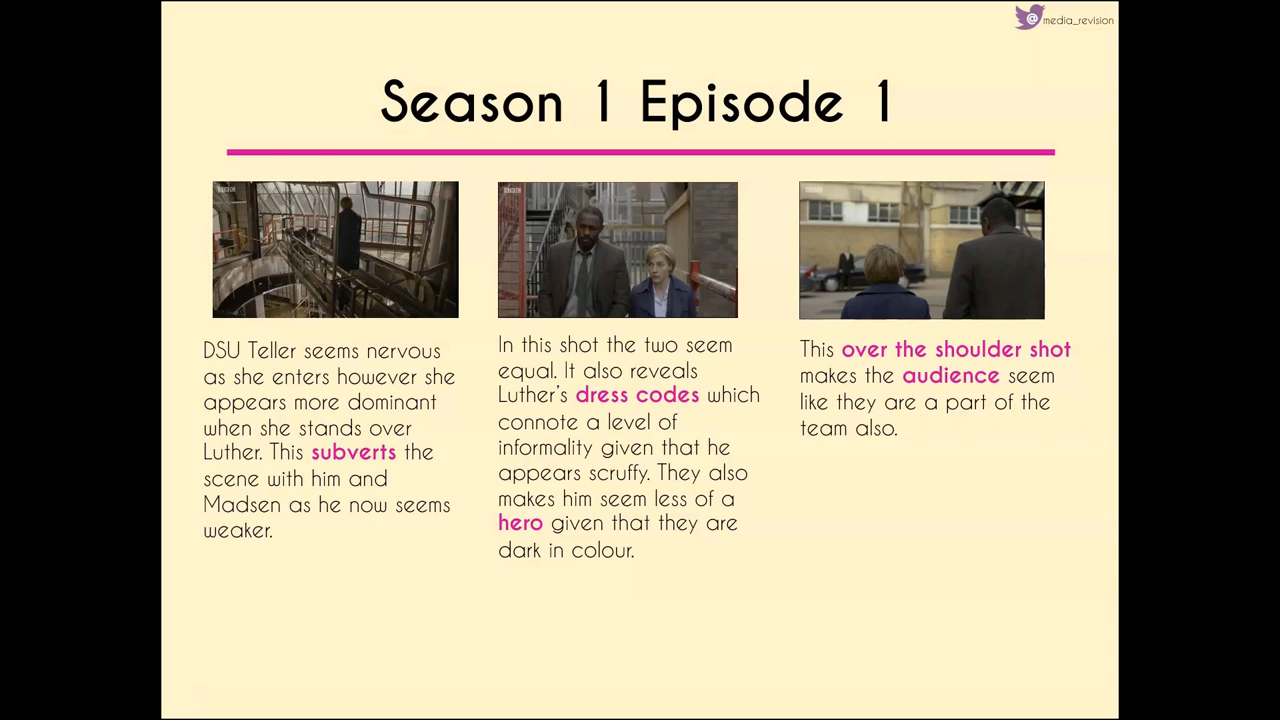 @media_revision
Season 1 Episode 1
DSU Teller seems nervous
as she enters however she
appears more dominant
when she stands over
Luther. This subverts the
scene with him and
Madsen as he now seems
weaker.
In this shot the two seem
equal. It also reveals
Luther's dress codes which
connote a level of
informality given that he
appears scruffy. They also
makes him seem less of a
hero given that they are
dark in colour.
This over the shoulder shot
makes the audience seem
like they are a part of the
team also.